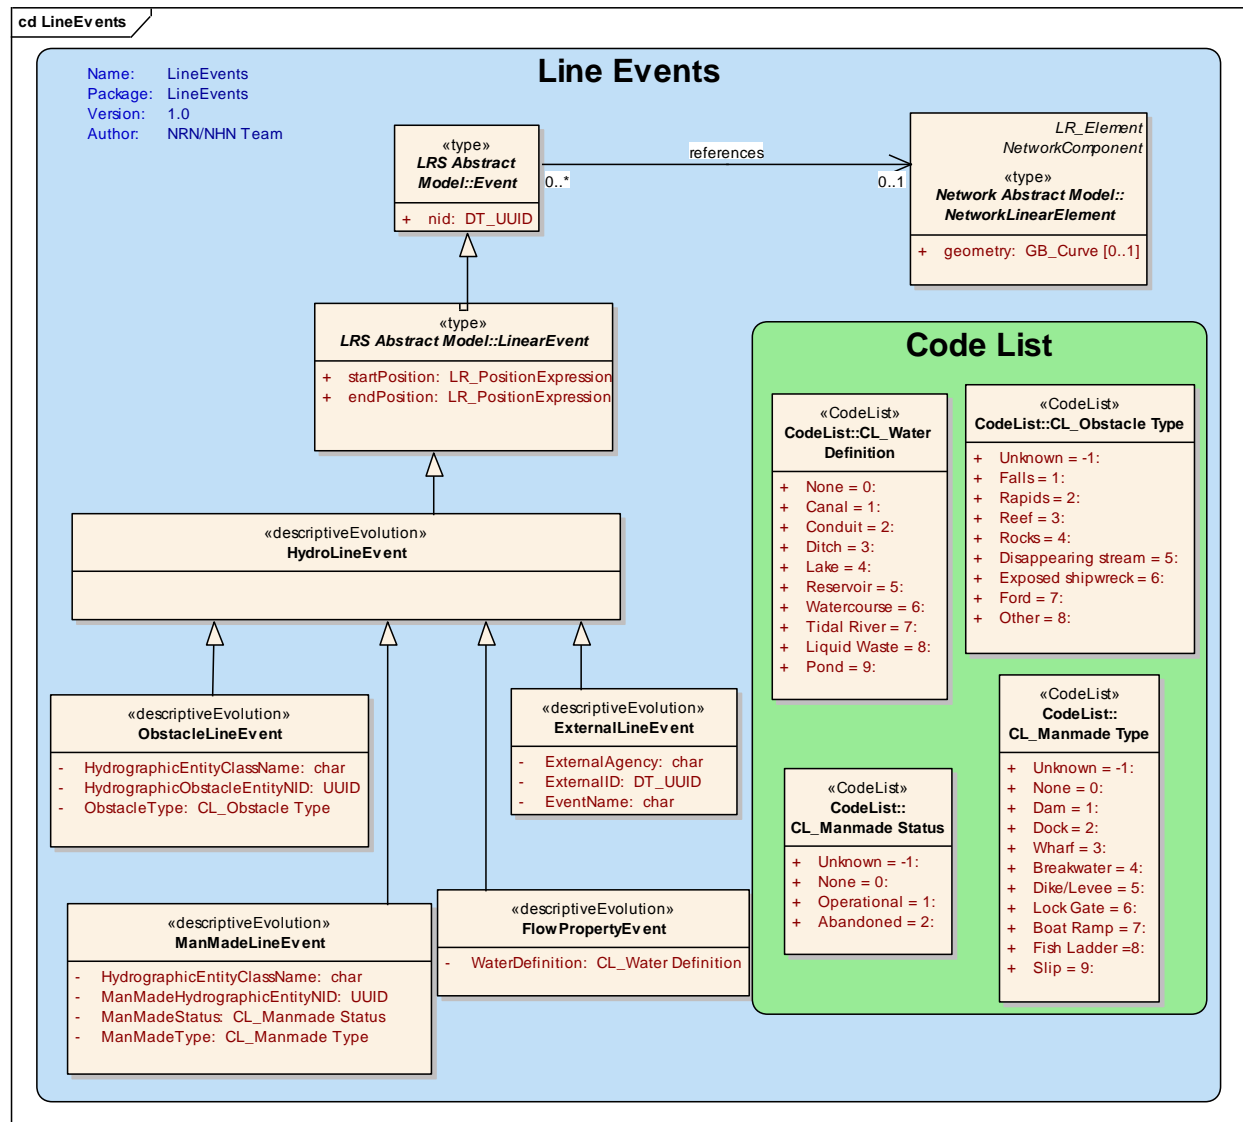 cd LineEvents
Line Events
Name: LineEvents
Package: LineEvents
Version: 1.0
Author: NRN/NHN Team
«type»
LRS Abstract
Model::Event
+ nid: DT_UUID
references
0..*
0..1
LR_Element
NetworkComponent
«type»
Network Abstract Model::
NetworkLinearElement
+ geometry: GB_Curve [0..1]
«type»
LRS Abstract Model::LinearEvent
+ startPosition: LR_PositionExpression
+ endPosition: LR_PositionExpression
«descriptiveEvolution»
HydroLineEvent
«descriptiveEvolution»
ObstacleLineEvent
- HydrographicEntityClassName: char
- HydrographicObstacleEntityNID: UUID
- ObstacleType: CL_Obstacle Type
«descriptiveEvolution»
ExternalLineEvent
- ExternalAgency: char
- ExternalID: DT_UUID
- EventName: char
«descriptiveEvolution»
ManMadeLineEvent
- HydrographicEntityClassName: char
- ManMadeHydrographicEntityNID: UUID
- ManMadeStatus: CL_Manmade Status
- ManMadeType: CL_Manmade Type
«descriptiveEvolution»
FlowPropertyEvent
- WaterDefinition: CL_Water Definition
Code List
«CodeList»
CodeList::CL_Water
Definition
+ None = 0:
+ Canal = 1:
+ Conduit = 2:
+ Ditch = 3:
+ Lake = 4:
+ Reservoir = 5:
+ Watercourse = 6:
+ Tidal River = 7:
+ Liquid Waste = 8:
+ Pond = 9:
«CodeList»
CodeList::CL_Obstacle Type
+ Unknown = -1:
+ Falls = 1:
+ Rapids = 2:
+ Reef = 3:
+ Rocks = 4:
+ Disappearing stream = 5:
+ Exposed shipwreck = 6:
+ Ford = 7:
+ Other = 8:
«CodeList»
CodeList::
CL_Manmade Status
+ Unknown = -1:
+ None = 0:
+ Operational = 1:
+ Abandoned = 2:
«CodeList»
CodeList::
CL_Manmade Type
+ Unknown = -1:
+ None = 0:
+ Dam = 1:
+ Dock = 2:
+ Wharf = 3:
+ Breakwater = 4:
+ Dike/Levee = 5:
+ Lock Gate = 6:
+ Boat Ramp = 7:
+ Fish Ladder =8:
+ Slip = 9: